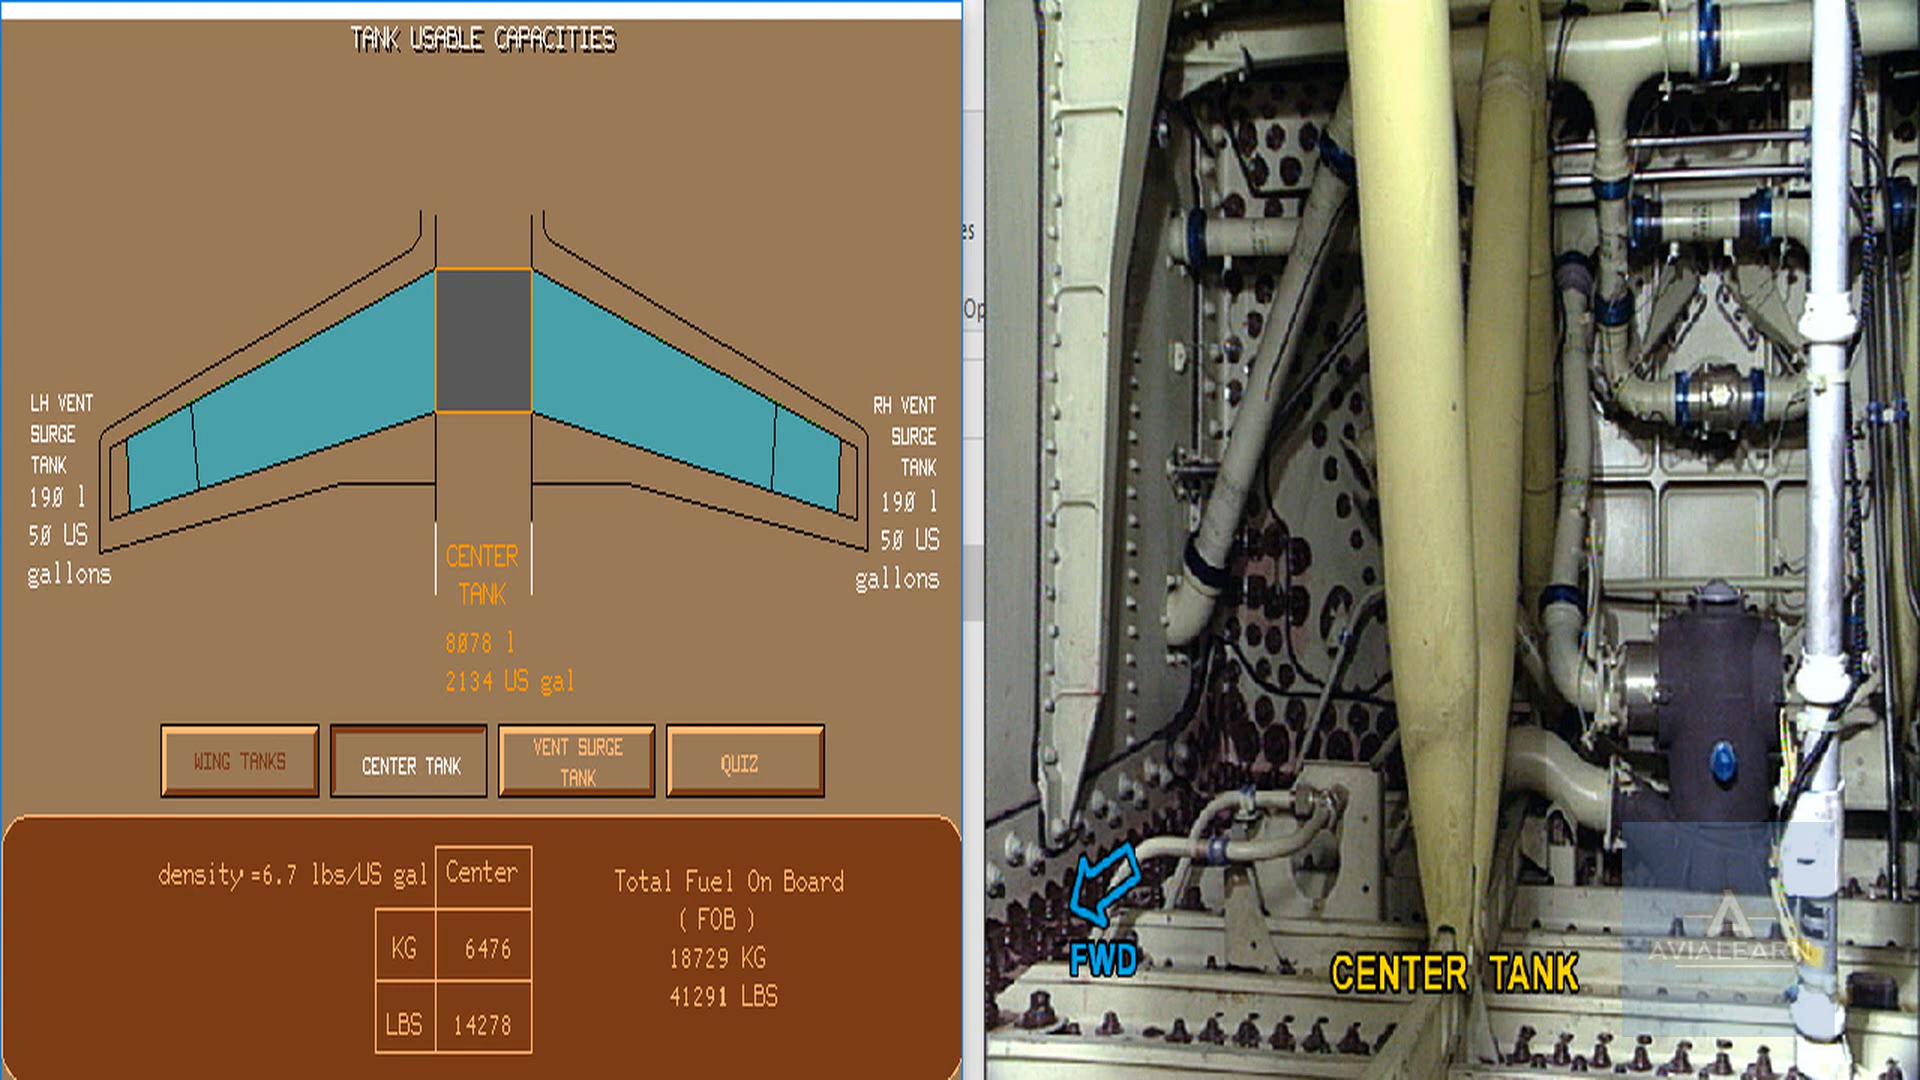 TANK USABLE CAPACITIES
LH VENT
SURGE
TANK
190 l
50 US
gallons
RH VENT
SURGE
TANK
190 l
50 US
gallons
CENTER
TANK
8078 l
2134 US gal
WING TANKS
CENTER TANK
VENT SURGE
TANK
QUIZ
density =6.7 lbs/US gal
Center
KG 6476
LBS 14278
Total Fuel On Board
( FOB )
18729 KG
41291 LBS
es
Op
FWD
CENTER TANK
AVIALEARN